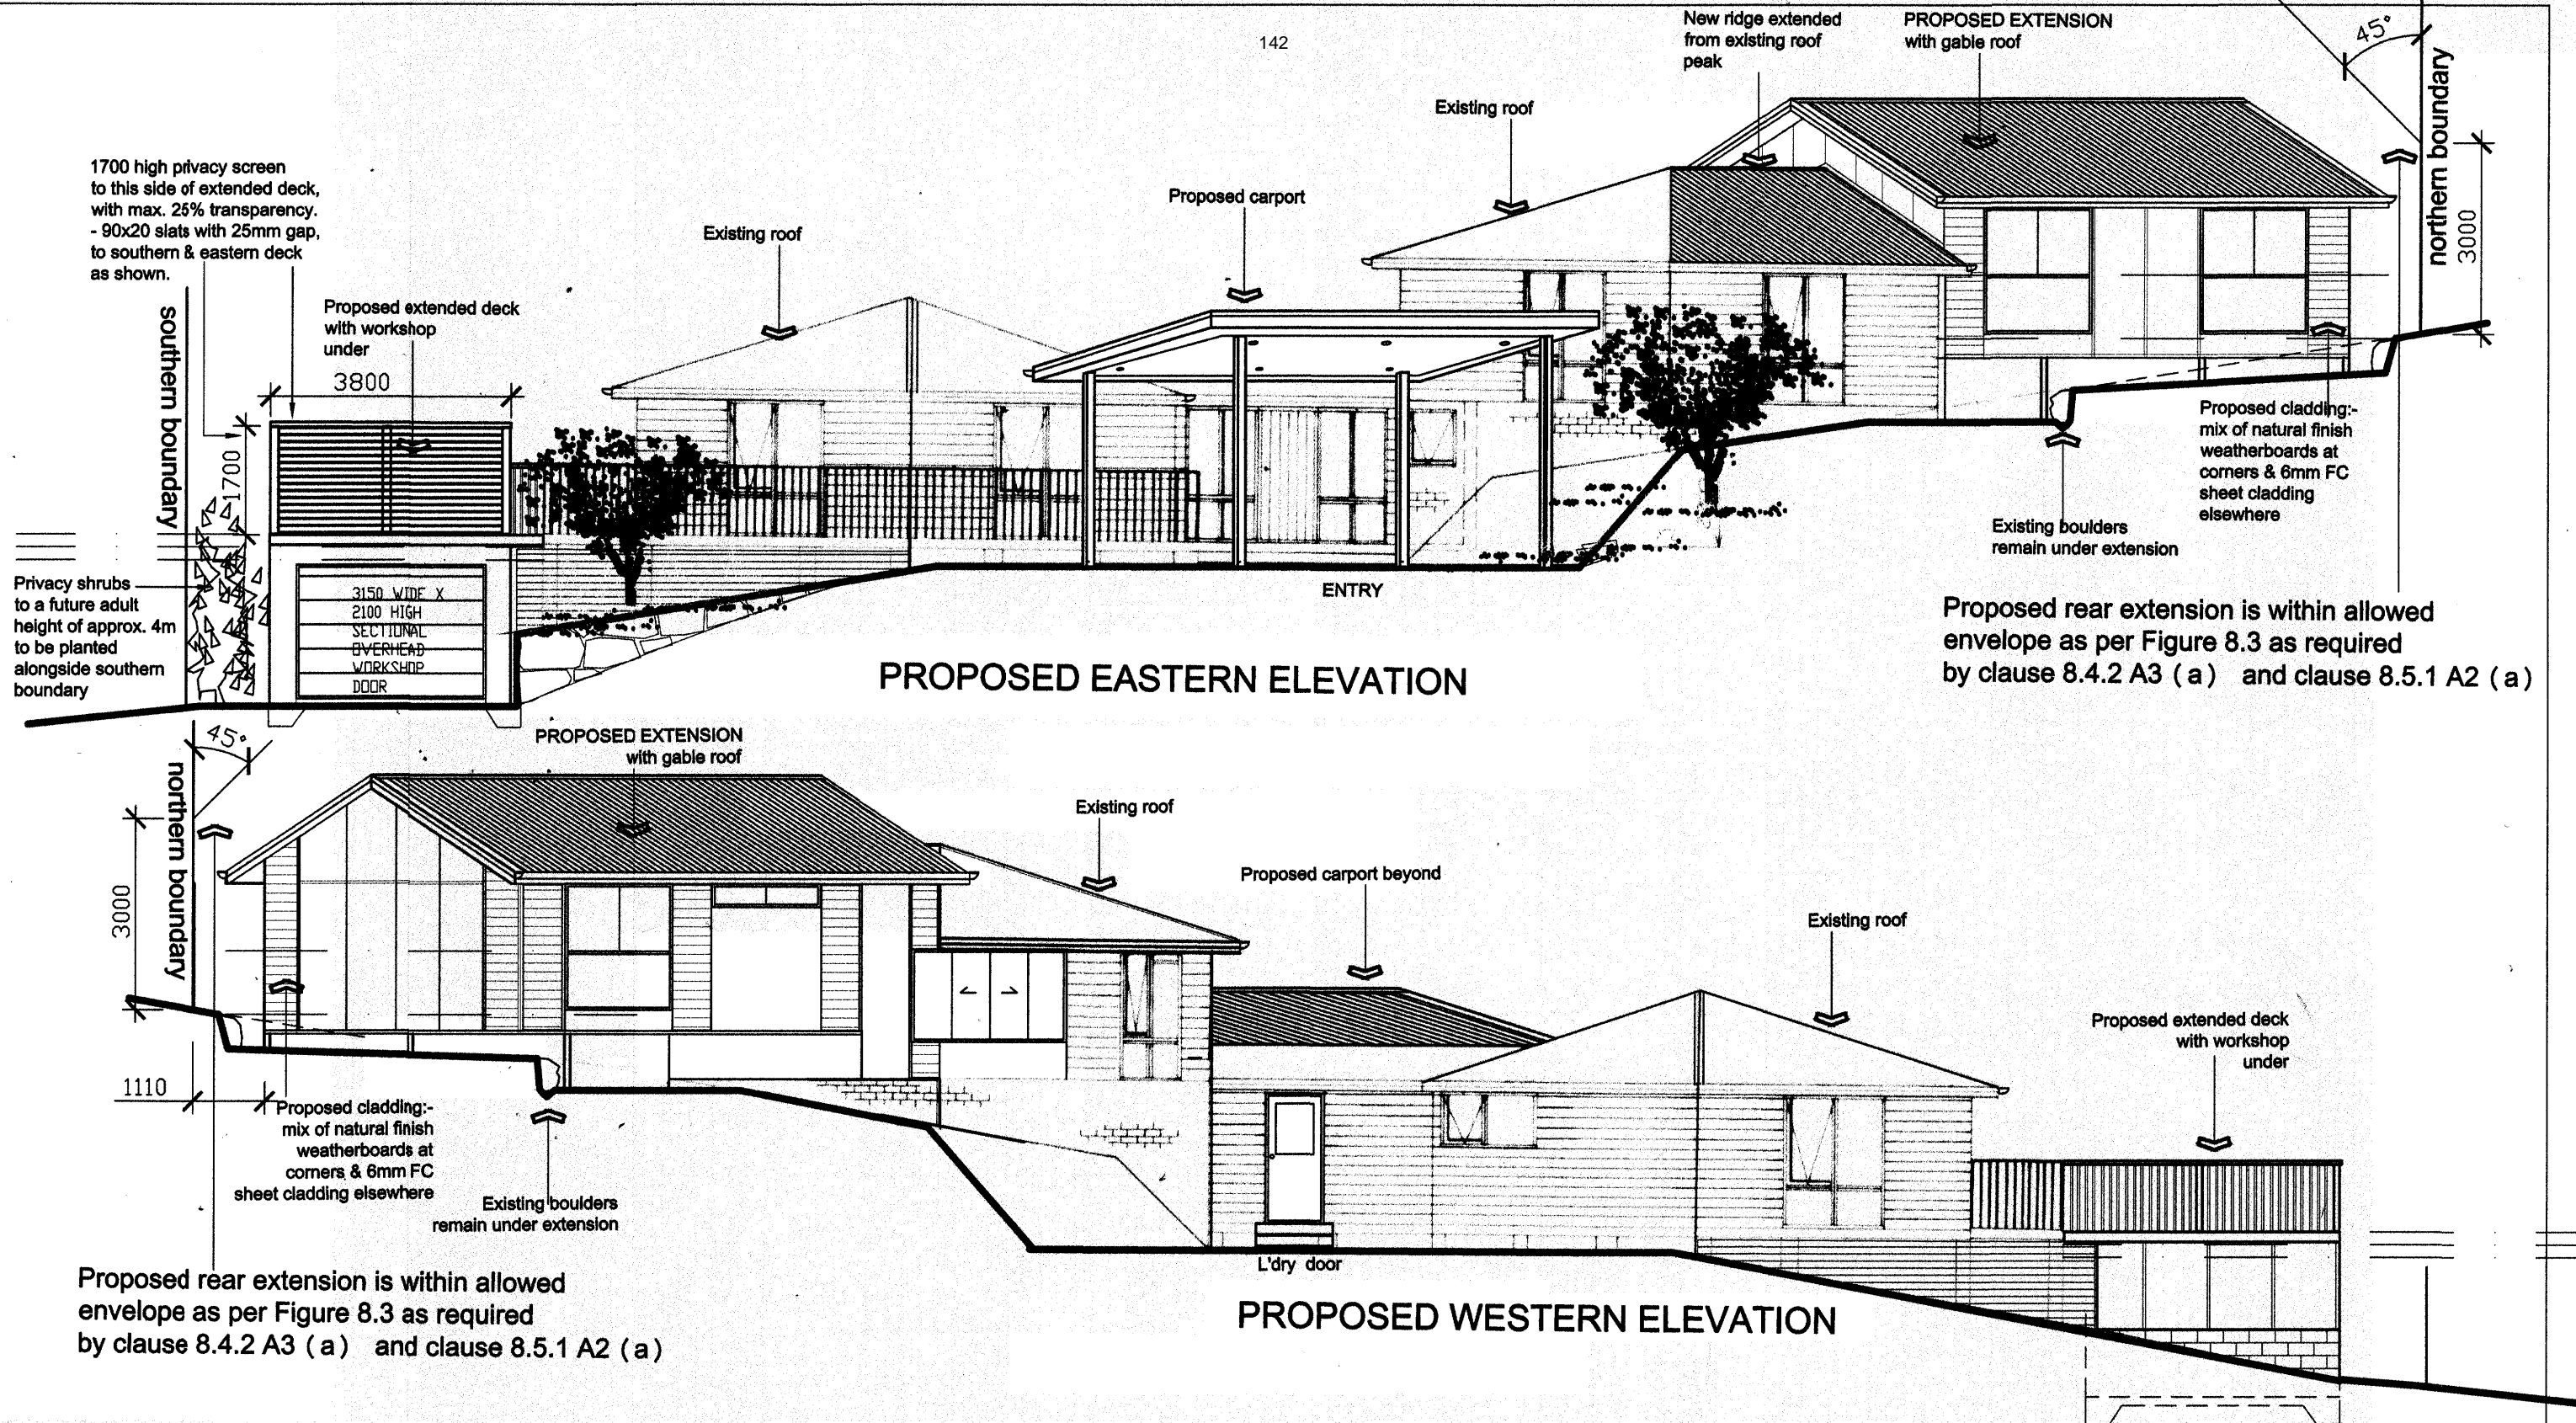 142
New ridge extended
from existing roof
peak
PROPOSED EXTENSION
with gable roof
45°
northern boundary
3000
Existing roof
Proposed carport
Existing roof
1700 high privacy screen
to this side of extended deck,
with max. 25% transparency.
- 90x20 slats with 25mm gap,
to southern & eastern deck
as shown.
southern boundary
Proposed extended deck
with workshop
under
3800
1700
Privacy shrubs
to a future adult
height of approx. 4m
to be planted
alongside southern
boundary
3150 WIDE X
2100 HIGH
SECTIONAL
OVERHEAD
WORKSHOP
DOOR
ENTRY
Proposed cladding:-
mix of natural finish
weatherboards at
corners & 6mm FC
sheet cladding
elsewhere
Existing boulders
remain under extension
Proposed rear extension is within allowed
envelope as per Figure 8.3 as required
by clause 8.4.2 A3 (a) and clause 8.5.1 A2 (a)
PROPOSED EASTERN ELEVATION
45°
northern boundary
3000
1110
PROPOSED EXTENSION
with gable roof
Existing roof
Proposed carport beyond
Existing roof
Proposed extended deck
with workshop
under
Proposed cladding:-
mix of natural finish
weatherboards at
corners & 6mm FC
sheet cladding elsewhere
Existing boulders
remain under extension
L'dry door
Proposed rear extension is within allowed
envelope as per Figure 8.3 as required
by clause 8.4.2 A3 (a) and clause 8.5.1 A2 (a)
PROPOSED WESTERN ELEVATION